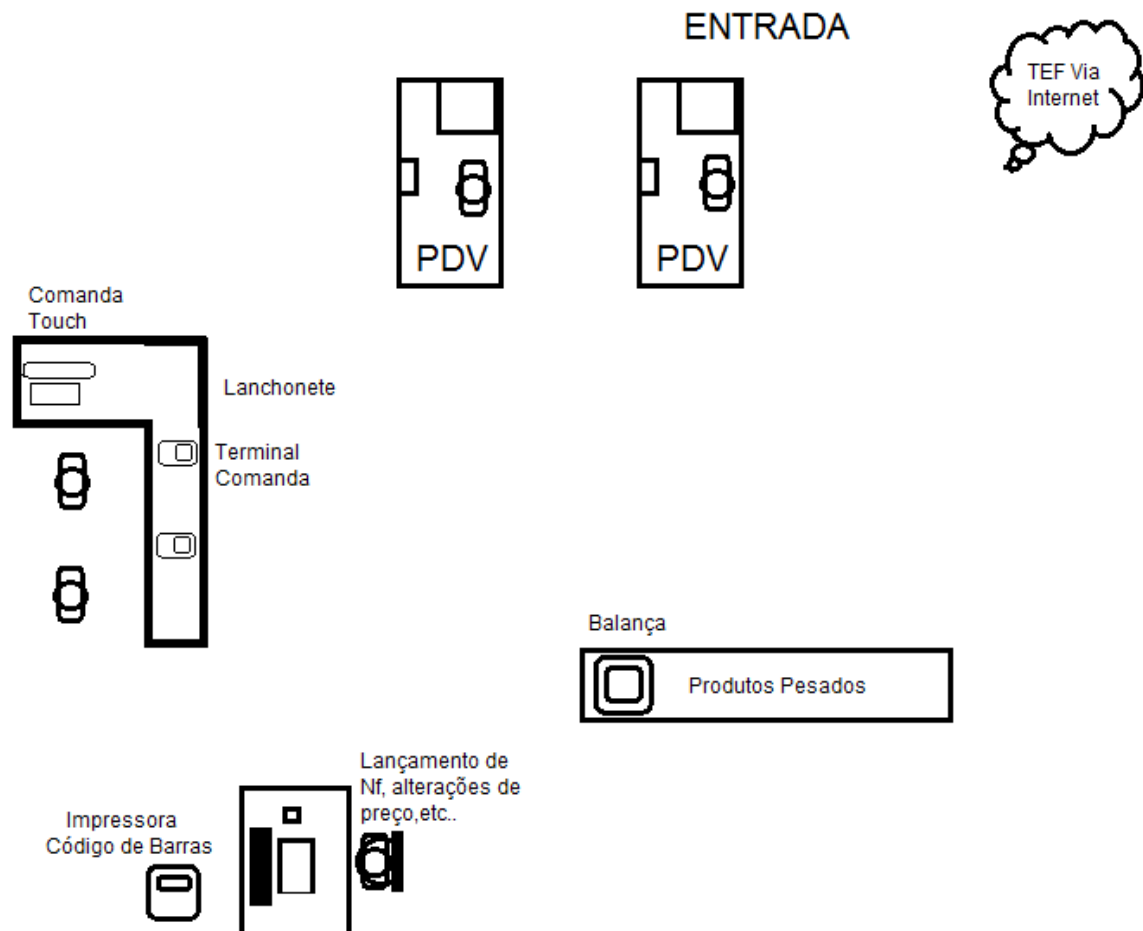 ENTRADA
TEF Via
Internet
PDV
PDV
Comanda
Touch
Lanchonete
Terminal
Comanda
Balança
Produtos Pesados
Lançamento de
Nf, alterações de
preço,etc..
Impressora
Código de Barras